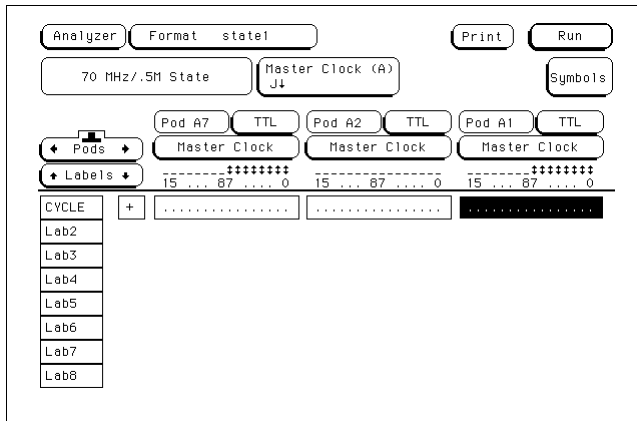 Analyzer Format state1 Print Run
70 MHz/.5M State Master Clock (A) Symbols
J↓
Pod A7 TTL Pod A2 TTL Pod A1 TTL
← Pods → Master Clock Master Clock Master Clock
↑ Labels ↓
15 ... 87 .... 0 15 ... 87 .... 0 15 ... 87 .... 0
CYCLE + ................ ................ ................
Lab2
Lab3
Lab4
Lab5
Lab6
Lab7
Lab8